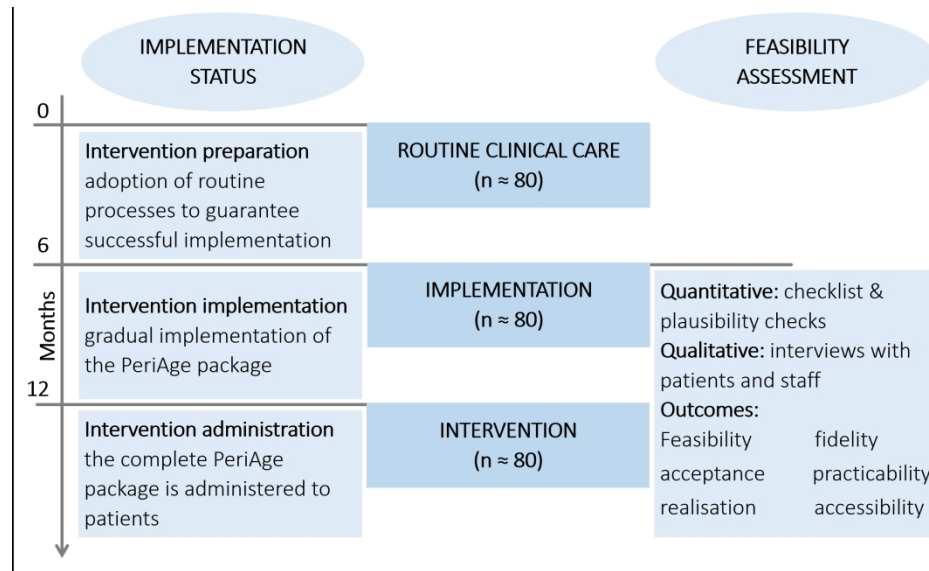 IMPLEMENTATION
STATUS
FEASIBILITY
ASSESSMENT
0
Intervention preparation
adoption of routine
processes to guarantee
successful implementation
ROUTINE CLINICAL CARE
(n ≈ 80)
6
Months
Intervention implementation
gradual implementation of
the PeriAge package
IMPLEMENTATION
(n ≈ 80)
12
Intervention administration
the complete PeriAge
package is administered to
patients
INTERVENTION
(n ≈ 80)
Quantitative: checklist &
plausibility checks
Qualitative: interviews with
patients and staff
Outcomes:
Feasibility fidelity
acceptance practicability
realisation accessibility